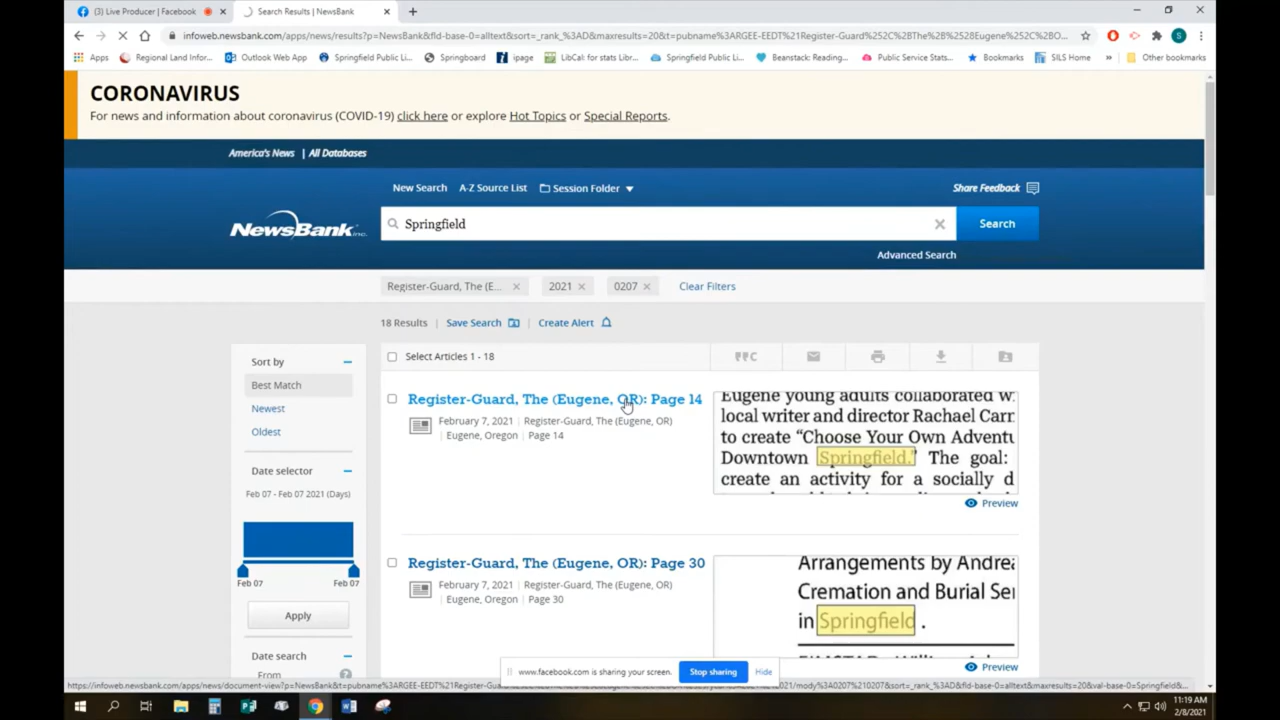 (3) Live Producer | Facebook
Search Results | NewsBank
infoweb.newsbank.com/apps/news/results?p=NewsBank&fld-base-0=alltext&sort=_rank_%3AD&maxresults=20&t=pubname%3ARGEE-EEDT%21Register-Guard%252C%2BThe%2B%2528Eugene%252C%2BO...
Apps
Regional Land Infor...
Outlook Web App
Springfield Public Li...
Springboard
ipage
LibCal: for stats Libr...
Springfield Public Li...
Beanstack: Reading...
Public Service Stats...
Bookmarks
SILS Home
»
Other bookmarks
CORONAVIRUS
For news and information about coronavirus (COVID-19) click here or explore Hot Topics or Special Reports.
America's News | All Databases
New Search A-Z Source List Session Folder
Share Feedback
NewsBank inc.
Springfield
Search
Advanced Search
Register-Guard, The (E...
2021
0207
Clear Filters
18 Results | Save Search | Create Alert
Sort by
Best Match
Newest
Oldest
Date selector
Feb 07 - Feb 07 2021 (Days)
Feb 07 Feb 07
Apply
Date search
From
Select Articles 1 - 18
Register-Guard, The (Eugene, OR): Page 14
February 7, 2021 | Register-Guard, The (Eugene, OR)
| Eugene, Oregon | Page 14
Eugene young adults collaborated w
local writer and director Rachael Carr
to create “Choose Your Own Advent
Downtown Springfield.” The goal:
create an activity for a socially d
Preview
Register-Guard, The (Eugene, OR): Page 30
February 7, 2021 | Register-Guard, The (Eugene, OR)
| Eugene, Oregon | Page 30
Arrangements by Andrea
Cremation and Burial Ser
in Springfield .
Preview
www.facebook.com is sharing your screen.
Stop sharing
Hide
11:19 AM
2/8/2021